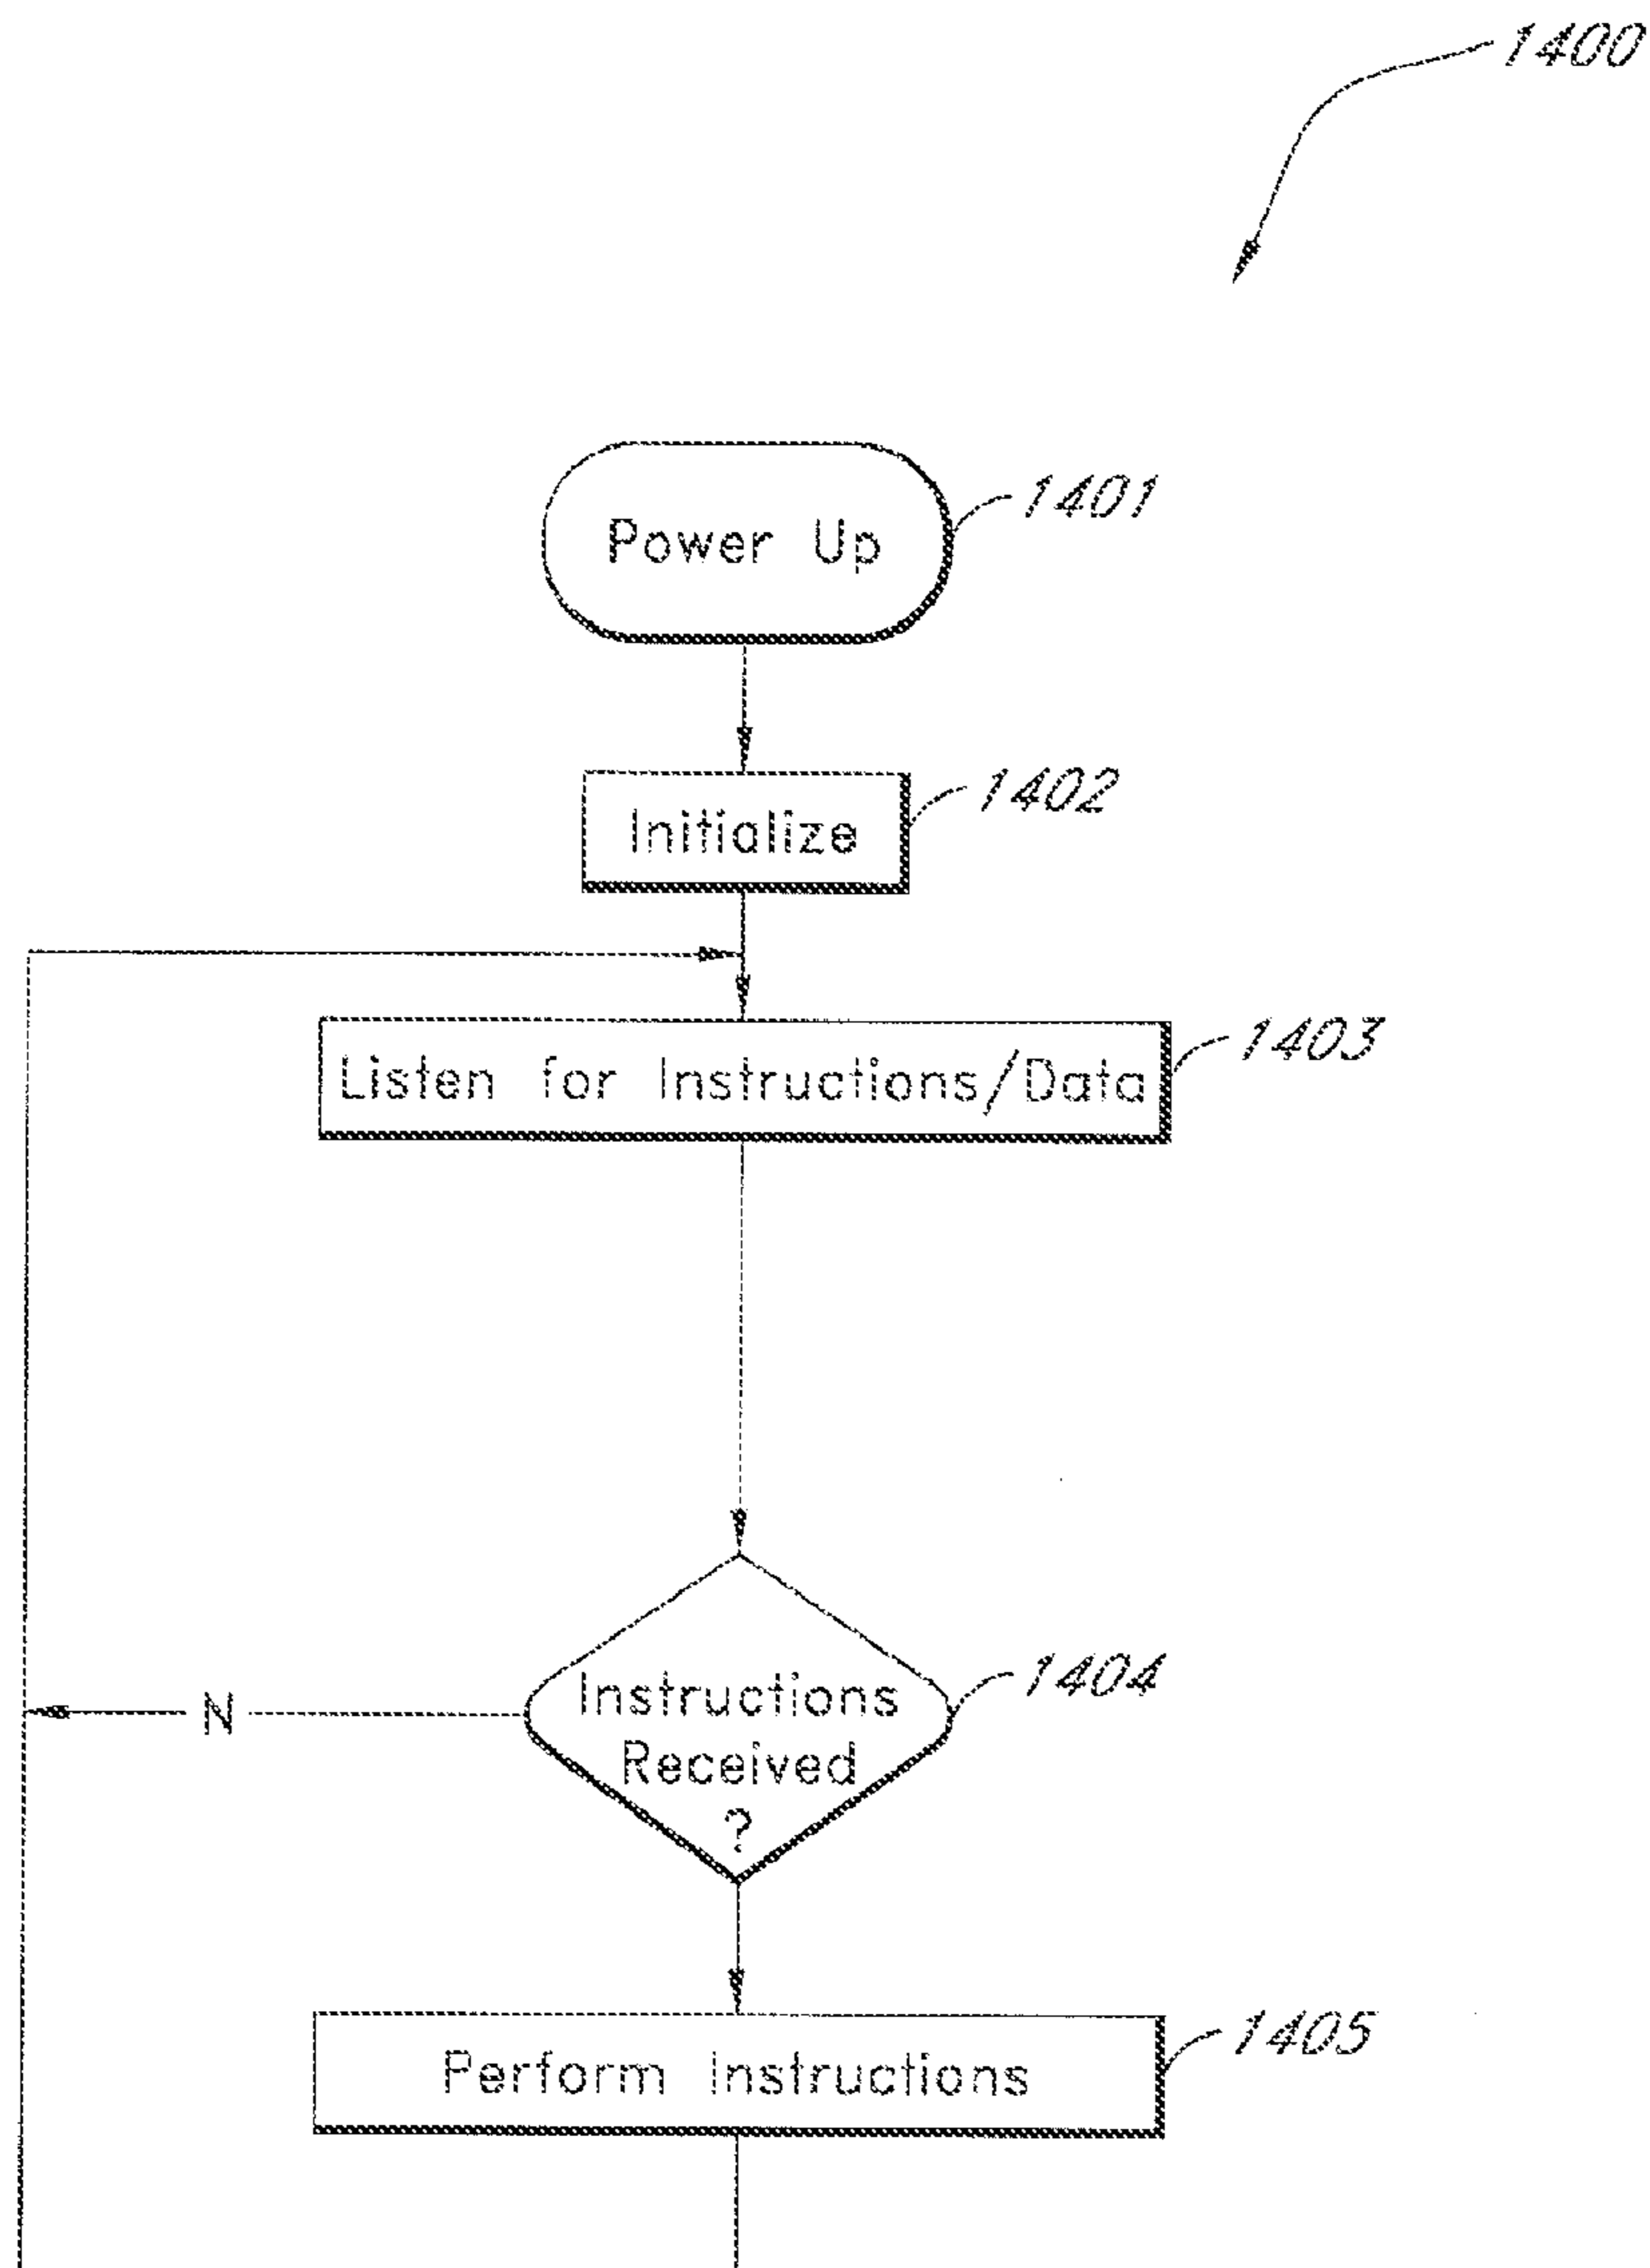 1400
Power Up
1401
Initialize
1402
Listen for Instructions/Data
1403
Instructions
Received
?
1404
N
Perform Instructions
1405